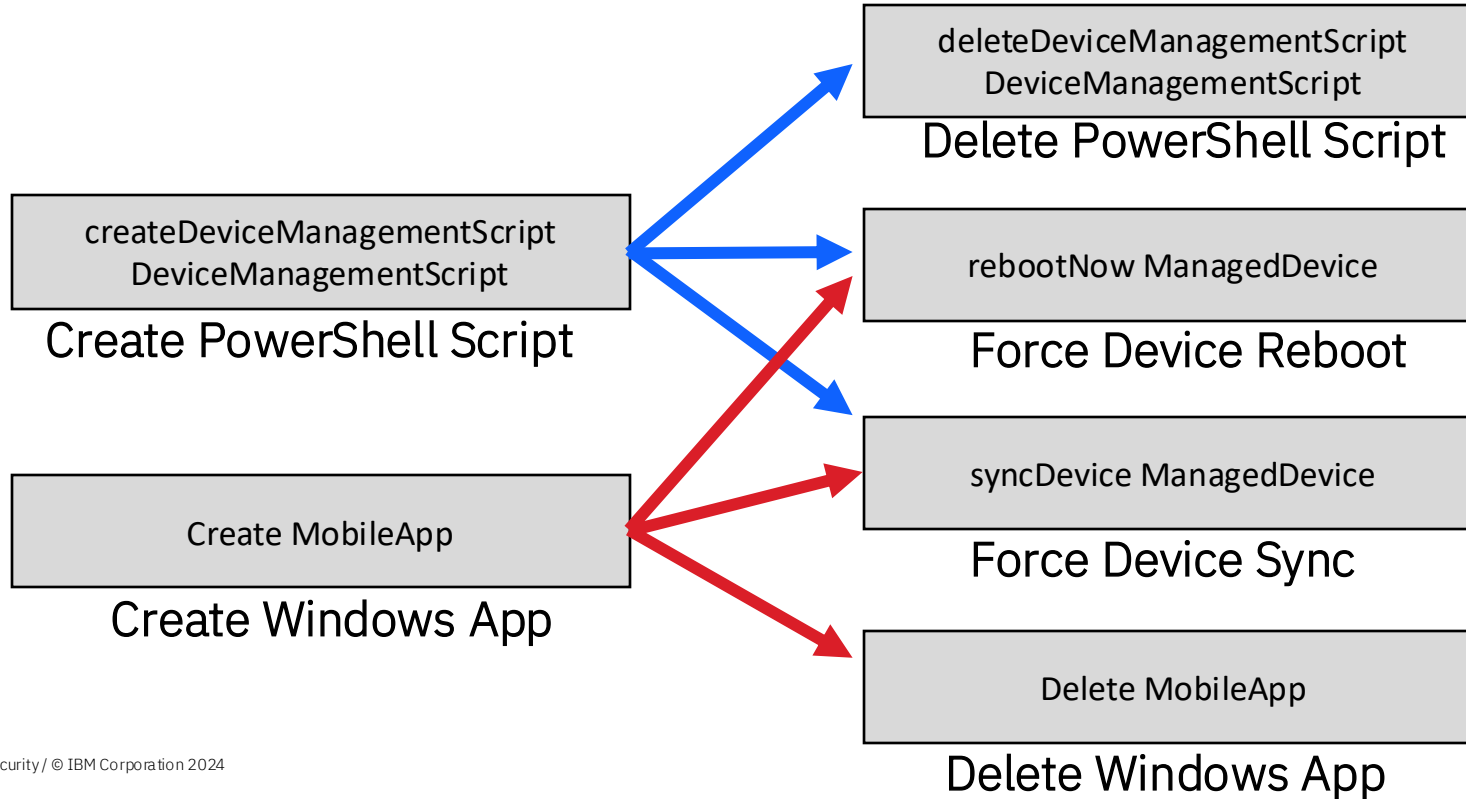 deleteDeviceManagementScript
DeviceManagementScript
Delete PowerShell Script
createDeviceManagementScript
DeviceManagementScript
Create PowerShell Script
rebootNow ManagedDevice
Force Device Reboot
syncDevice ManagedDevice
Force Device Sync
Create MobileApp
Create Windows App
Delete MobileApp
Delete Windows App
curity / © IBM Corporation 2024